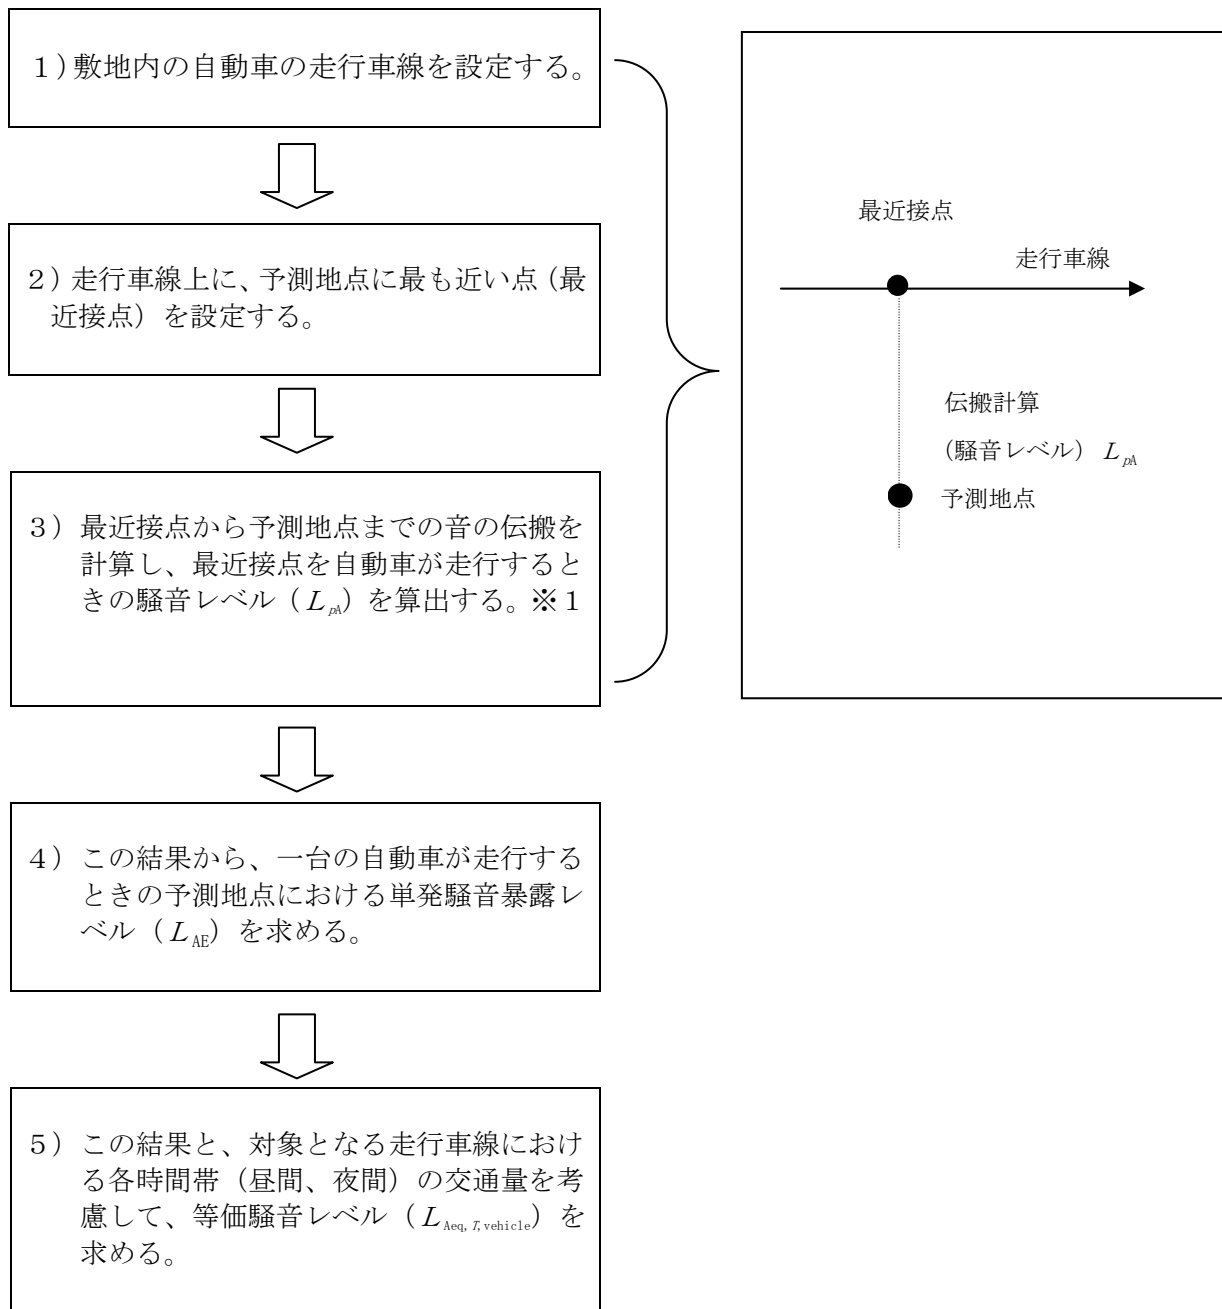 １）敷地内の自動車の走行車線を設定する。
２）走行車線上に、予測地点に最も近い点（最
近接点）を設定する。
３）最近接点から予測地点までの音の伝搬を
計算し、最近接点を自動車が走行すると
きの騒音レベル（LpA）を算出する。※１
４）この結果から、一台の自動車が走行する
ときの予測地点における単発騒音暴露レ
ベル（LAE）を求める。
５）この結果と、対象となる走行車線におけ
る各時間帯（昼間、夜間）の交通量を考
慮して、等価騒音レベル（LAeq,T,vehicle）を
求める。
最近接点
走行車線
伝搬計算
（騒音レベル）LpA
予測地点